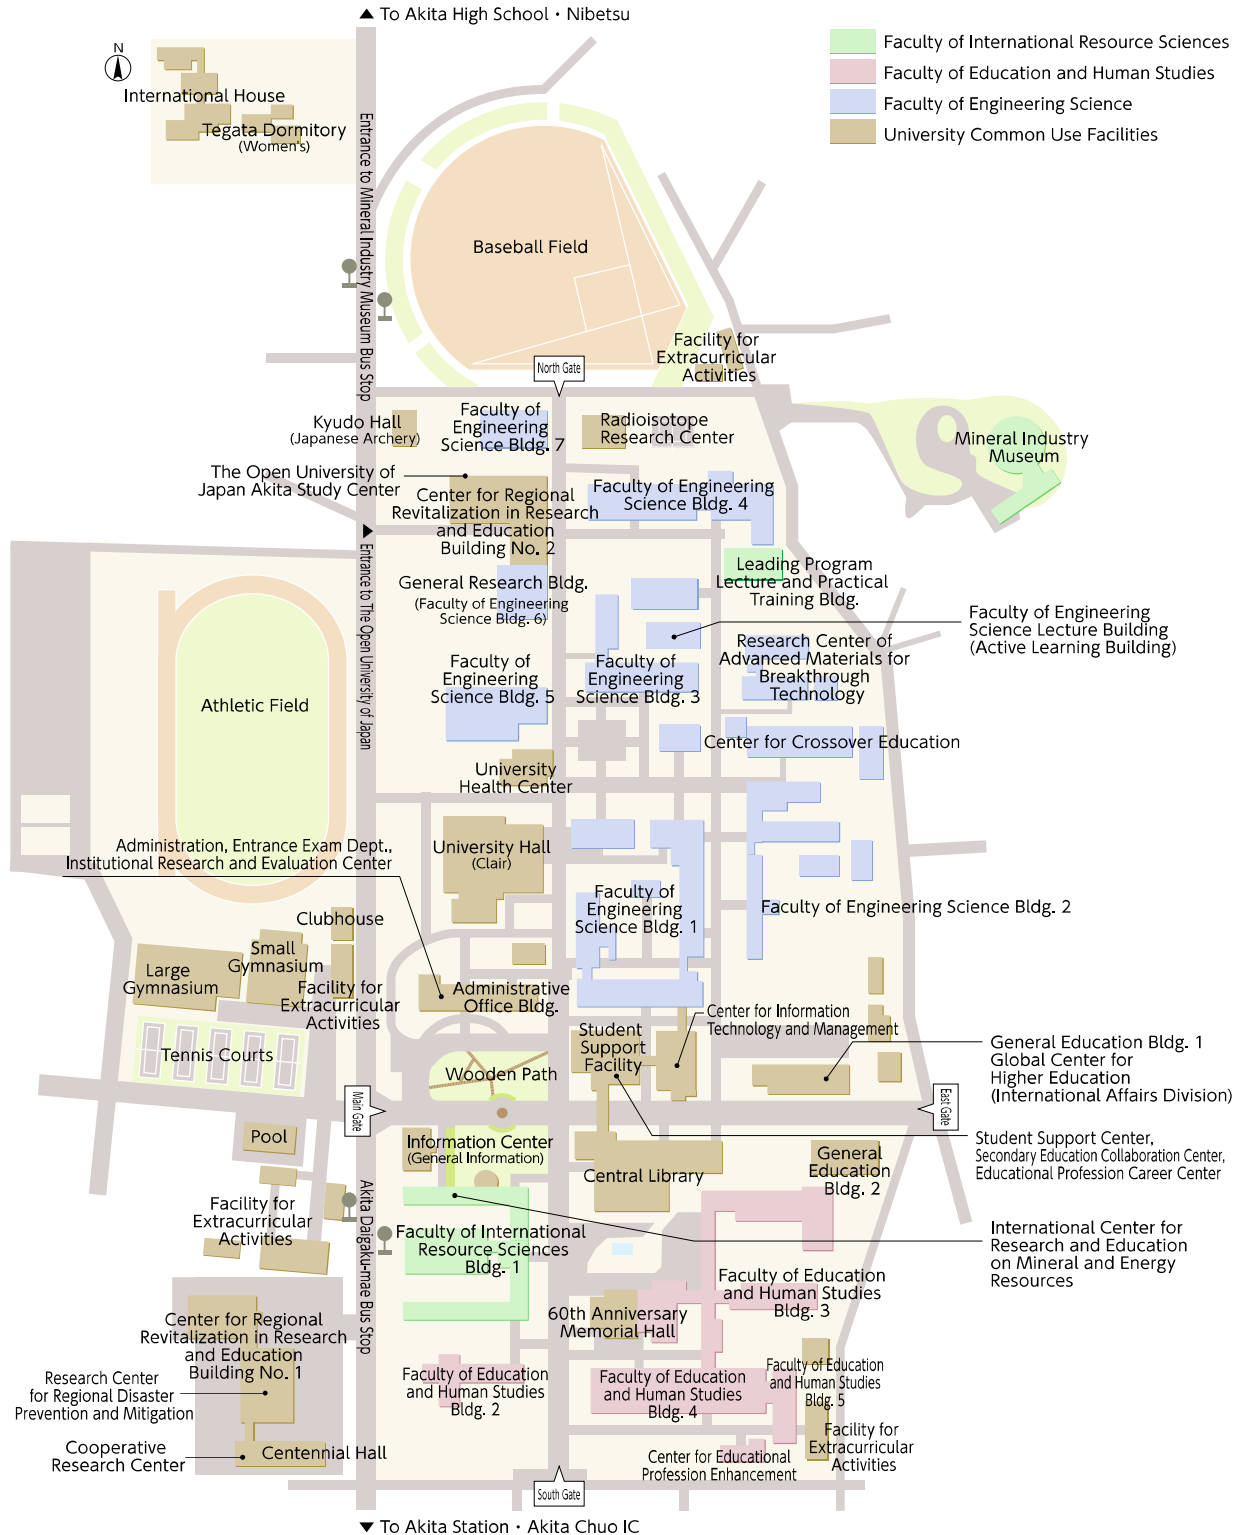 ▲ To Akita High School・Nibetsu
N
Faculty of International Resource Sciences
Faculty of Education and Human Studies
Faculty of Engineering Science
University Common Use Facilities
International House
Tegata Dormitory
(Women's)
Entrance to Mineral Industry Museum Bus Stop
Baseball Field
Facility for
Extracurricular
Activities
North Gate
Kyudo Hall
(Japanese Archery)
Faculty of
Engineering
Science Bldg. 7
Radioisotope
Research Center
Mineral Industry
Museum
The Open University of
Japan Akita Study Center
Center for Regional
Revitalization in Research
and Education
Building No. 2
Faculty of Engineering
Science Bldg. 4
▶ Entrance to The Open University of Japan
General Research Bldg.
(Faculty of Engineering
Science Bldg. 6)
Leading Program
Lecture and Practical
Training Bldg.
Faculty of Engineering
Science Lecture Building
(Active Learning Building)
Research Center of
Advanced Materials for
Breakthrough
Technology
Faculty of
Engineering
Science Bldg. 5
Faculty of
Engineering
Science Bldg. 3
Athletic Field
Center for Crossover Education
University
Health Center
Administration, Entrance Exam Dept.,
Institutional Research and Evaluation Center
University Hall
(Clair)
Faculty of
Engineering
Science Bldg. 1
Faculty of Engineering Science Bldg. 2
Clubhouse
Small
Gymnasium
Large
Gymnasium
Facility for
Extracurricular
Activities
Administrative
Office Bldg.
Tennis Courts
Student
Support
Facility
Center for Information
Technology and Management
General Education Bldg. 1
Global Center for
Higher Education
(International Affairs Division)
Wooden Path
Main Gate
East Gate
Pool
Information Center
(General Information)
Central Library
General
Education
Bldg. 2
Student Support Center,
Secondary Education Collaboration Center,
Educational Profession Career Center
Facility for
Extracurricular
Activities
Akita Daigaku-mae Bus Stop
Faculty of International
Resource Sciences
Bldg. 1
International Center for
Research and Education
on Mineral and Energy
Resources
Faculty of Education
and Human Studies
Bldg. 3
60th Anniversary
Memorial Hall
Center for Regional
Revitalization in Research
and Education
Building No. 1
Research Center
for Regional Disaster
Prevention and Mitigation
Faculty of Education
and Human Studies
Bldg. 2
Faculty of Education
and Human Studies
Bldg. 4
Faculty of Education
and Human Studies
Bldg. 5
Cooperative
Research Center
Centennial Hall
Facility for
Extracurricular
Activities
Center for Educational
Profession Enhancement
South Gate
▼ To Akita Station・Akita Chuo IC